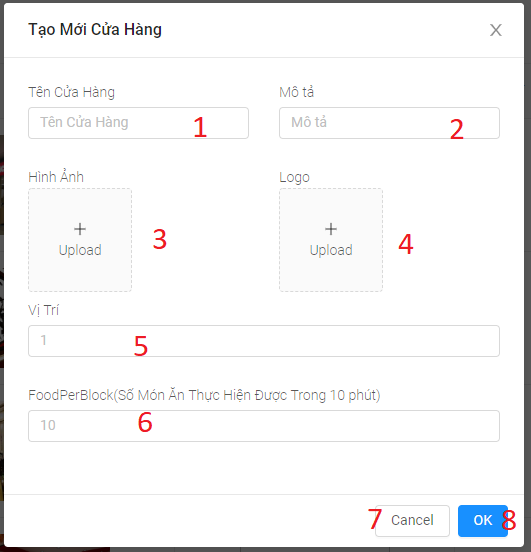 Tạo Mới Cửa Hàng
Tên Cửa Hàng Mô tả
Tên Cửa Hàng 1 Mô tả 2
Hình Ảnh Logo
Upload 3 Upload 4
Vị Trí
1 5
FoodPerBlock(Số Món Ăn Thực Hiện Được Trong 10 phút)
10 6
7 Cancel OK 8